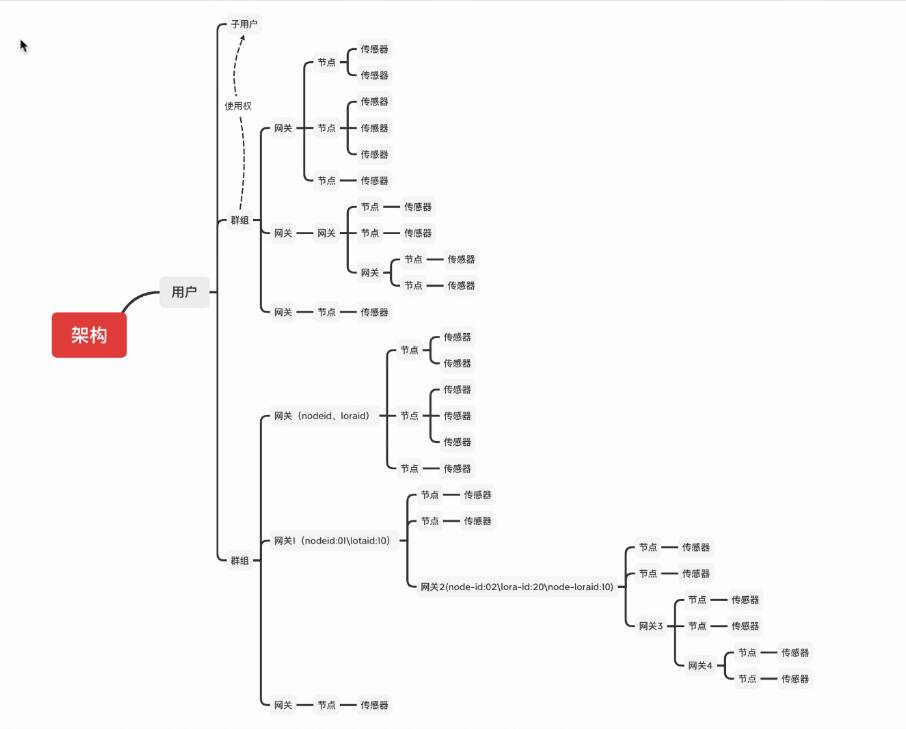 子用户
传感器
节点
传感器
传感器
使用权
网关
节点
传感器
传感器
节点
传感器
节点
传感器
群组
网关
网关
节点
传感器
网关
节点
传感器
节点
传感器
用户
网关
节点
传感器
架构
传感器
节点
传感器
传感器
网关（nodeid、loraid）
节点
传感器
传感器
节点
传感器
节点
传感器
节点
传感器
网关1（nodeid:01\lotaid:10）
群组
节点
传感器
节点
传感器
网关2(node-id:02\lora-id:20\node-loraid:10)
节点
传感器
网关3
节点
传感器
节点
传感器
网关4
节点
传感器
网关
节点
传感器